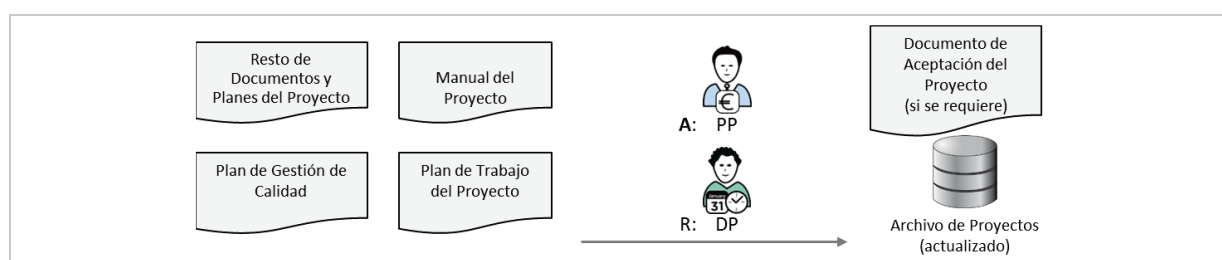 Resto de
Documentos y
Planes del Proyecto
Manual del
Proyecto
Plan de Gestión de
Calidad
Plan de Trabajo
del Proyecto
€
A: PP
31
R: DP
Documento de
Aceptación del
Proyecto
(si se requiere)
Archivo de Proyectos
(actualizado)